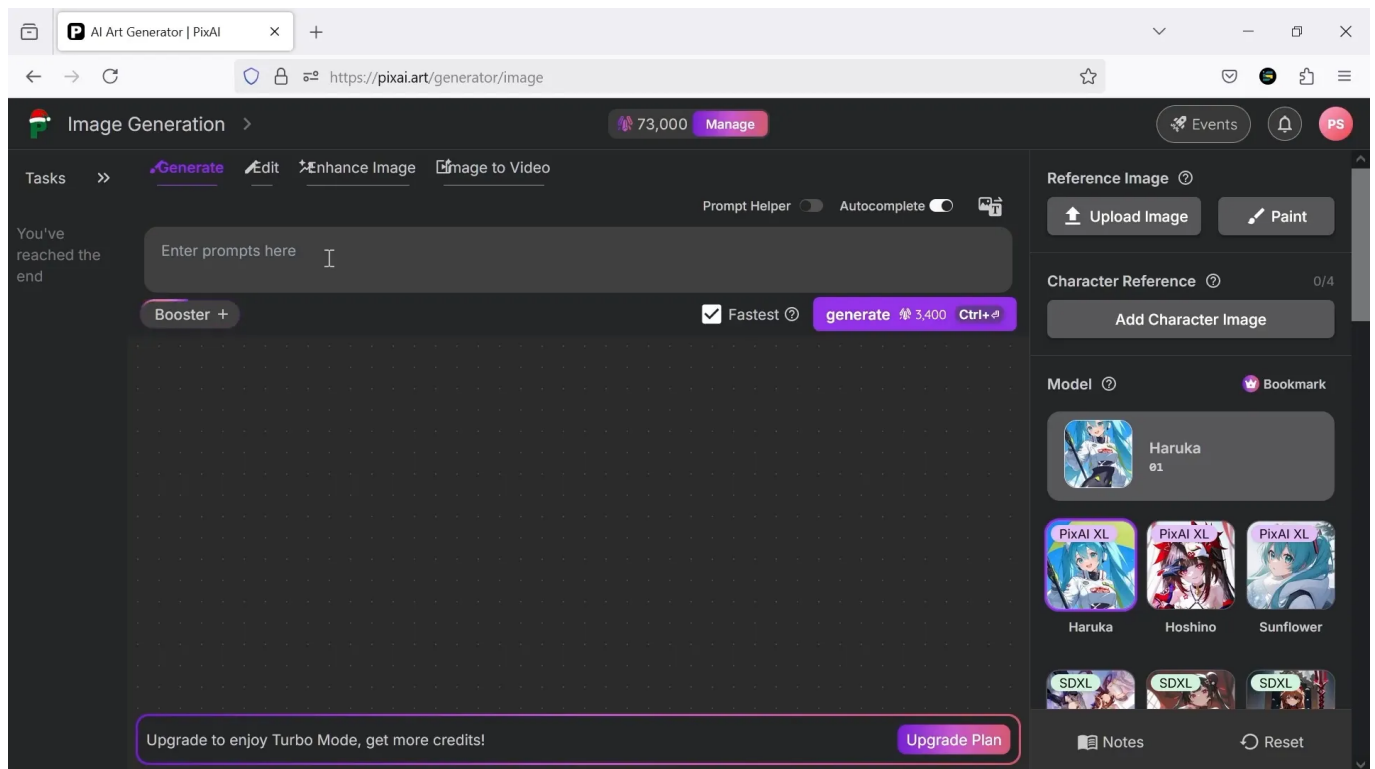 AI Art Generator | PixAI
https://pixai.art/generator/image
Image Generation
73,000 Manage
Events
PS
Tasks
Generate Edit Enhance Image Image to Video
Prompt Helper Autocomplete
You've
reached the
end
Enter prompts here
Booster +
Fastest
generate 3,400 Ctrl+⏎
Upgrade to enjoy Turbo Mode, get more credits!
Upgrade Plan
Reference Image
Upload Image
Paint
Character Reference 0/4
Add Character Image
Model Bookmark
Haruka
01
PixAI XL PixAI XL PixAI XL
Haruka Hoshino Sunflower
SDXL SDXL SDXL
Notes Reset